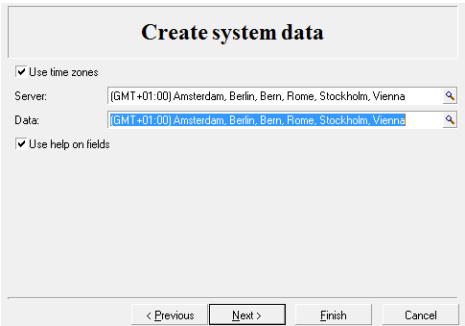 Create system data
Use time zones
Server: (GMT+01:00) Amsterdam, Berlin, Bern, Rome, Stockholm, Vienna
Data: (GMT+01:00) Amsterdam, Berlin, Bern, Rome, Stockholm, Vienna
Use help on fields
< Previous Next > Finish Cancel